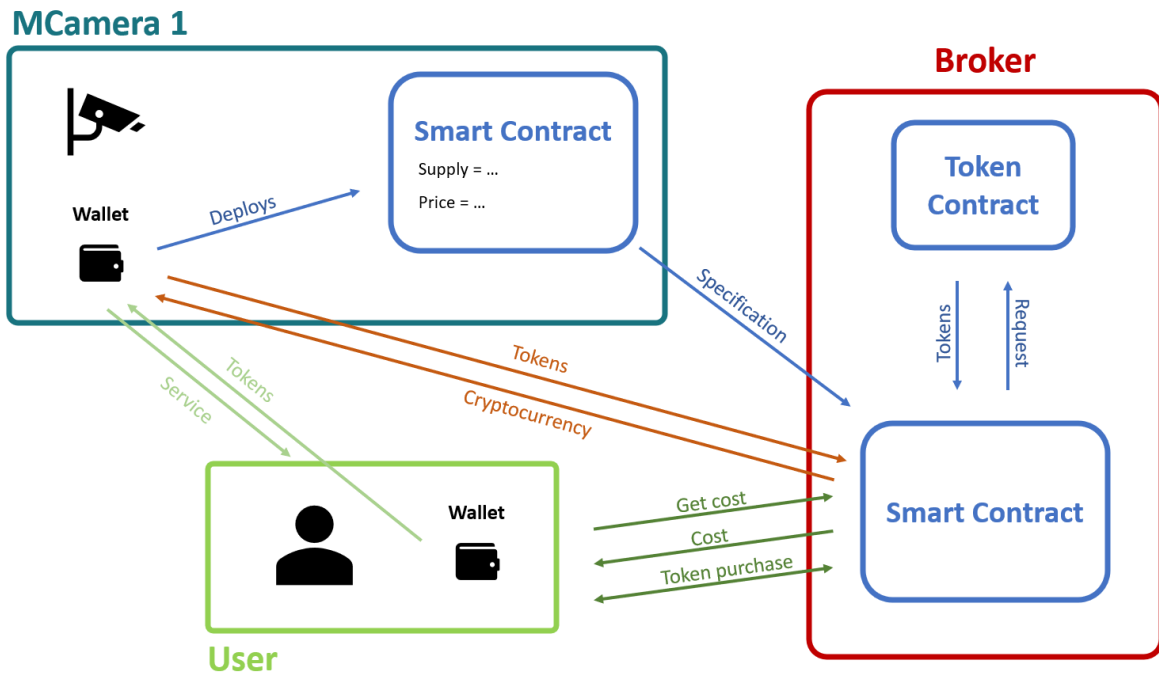 MCamera 1
Broker
Smart Contract
Supply = ...
Price = ...
Token
Contract
Wallet
Deploys
Specification
Tokens
Request
Tokens
Cryptocurrency
Tokens
Service
Wallet
Get cost
Cost
Token purchase
Smart Contract
User